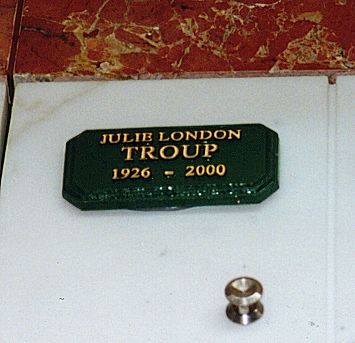 JULIE LONDON
TROUP
1926 - 2000